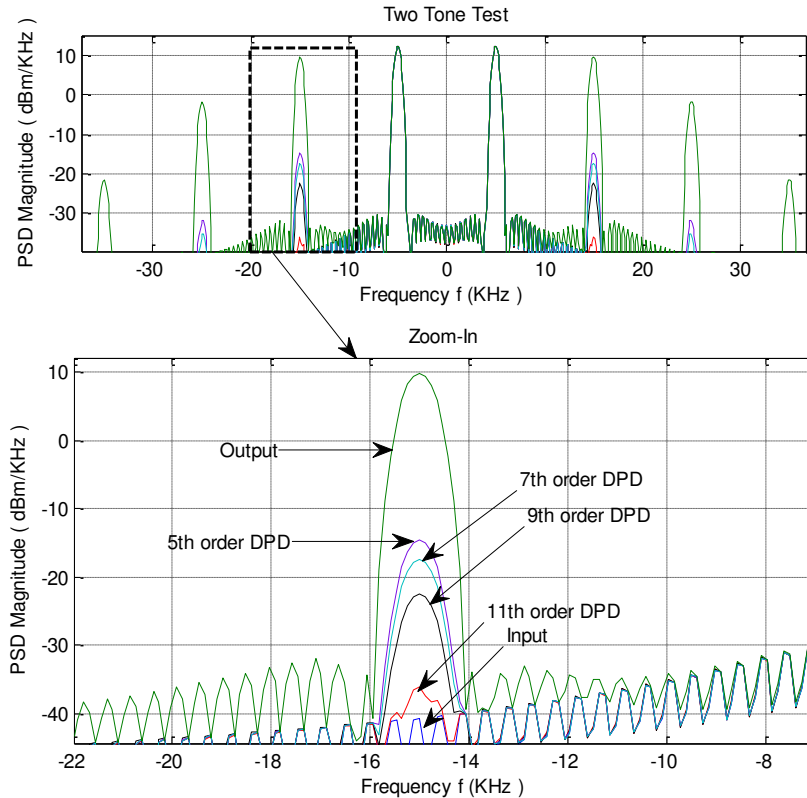 Two Tone Test
PSD Magnitude ( dBm/KHz )
10
0
-10
-20
-30
-30
-20
-10
0
10
20
30
Frequency f (KHz )
Zoom-In
PSD Magnitude ( dBm/KHz )
10
0
-10
-20
-30
-40
Output
7th order DPD
9th order DPD
5th order DPD
11th order DPD
Input
-22
-20
-18
-16
-14
-12
-10
-8
Frequency f (KHz )